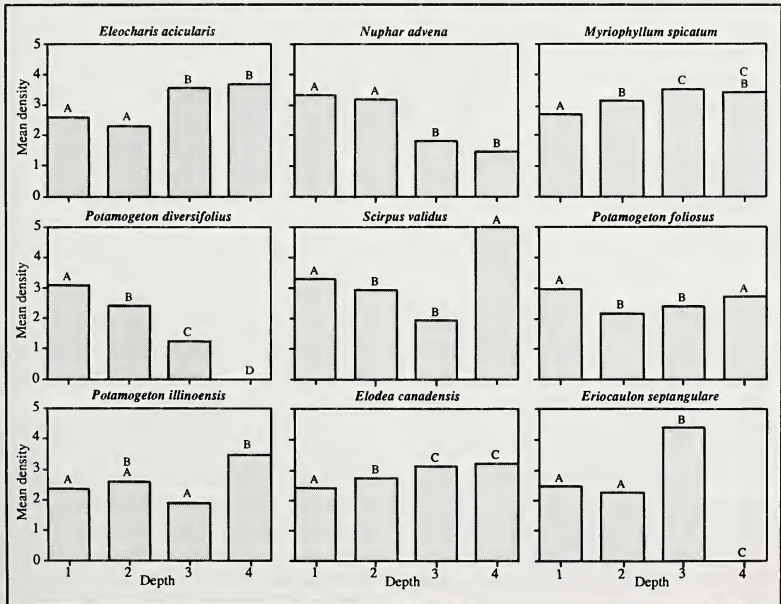 Eleocharis acicularis
Nuphar advena
Myriophyllum spicatum
5
4
3
2
1
0
Mean density
A
A
B
B
A
A
B
B
A
B
C
C
B
Potamogeton diversifolius
Scirpus validus
Potamogeton foliosus
5
4
3
2
1
0
Mean density
A
B
C
D
A
B
B
A
A
B
B
A
Potamogeton illinoensis
Elodea canadensis
Eriocaulon septangulare
5
4
3
2
1
0
Mean density
A
B
A
A
B
A
B
C
C
A
A
B
C
1 2 3 4
Depth
1 2 3 4
Depth
1 2 3 4
Depth